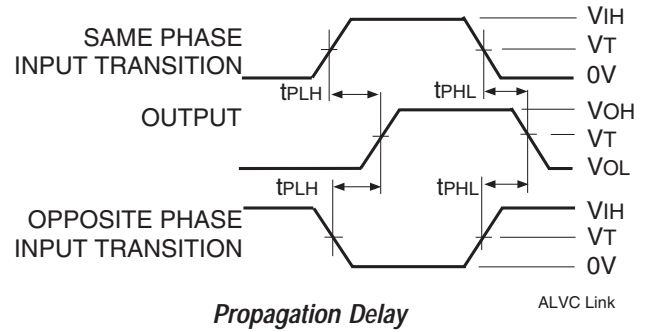 SAME PHASE
INPUT TRANSITION
VIH
VT
0V
tPLH
tPHL
OUTPUT
VOH
VT
VOL
tPLH
tPHL
OPPOSITE PHASE
INPUT TRANSITION
VIH
VT
0V
Propagation Delay
ALVC Link